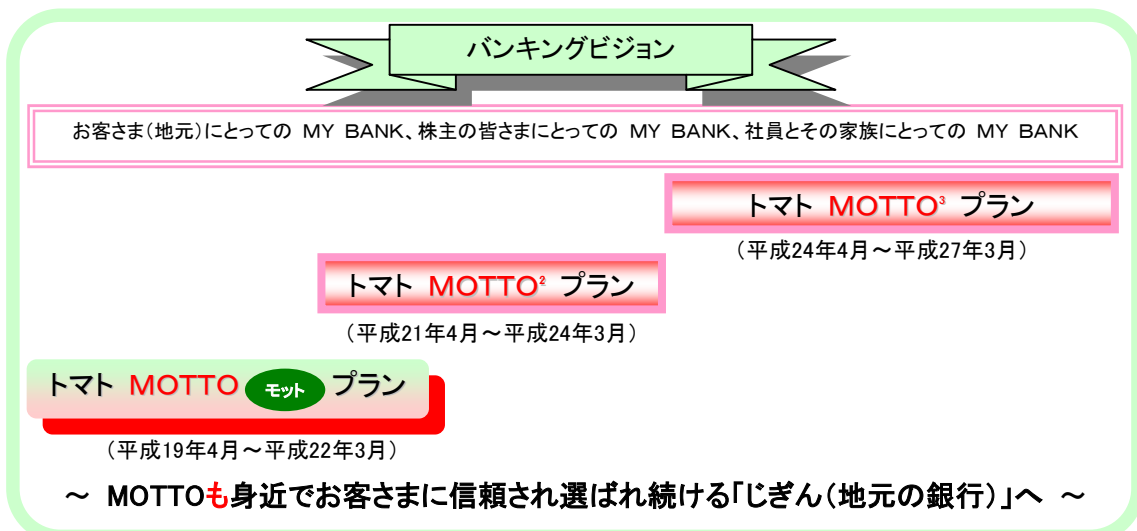 バンキングビジョン
お客さま(地元)にとっての MY BANK、株主の皆さまにとっての MY BANK、社員とその家族にとっての MY BANK
トマト MOTTO³ プラン
(平成24年4月~平成27年3月)
トマト MOTTO² プラン
(平成21年4月~平成24年3月)
トマト MOTTO モット プラン
(平成19年4月~平成22年3月)
~ MOTTOも身近でお客さまに信頼され選ばれ続ける「じぎん(地元の銀行)」へ ~